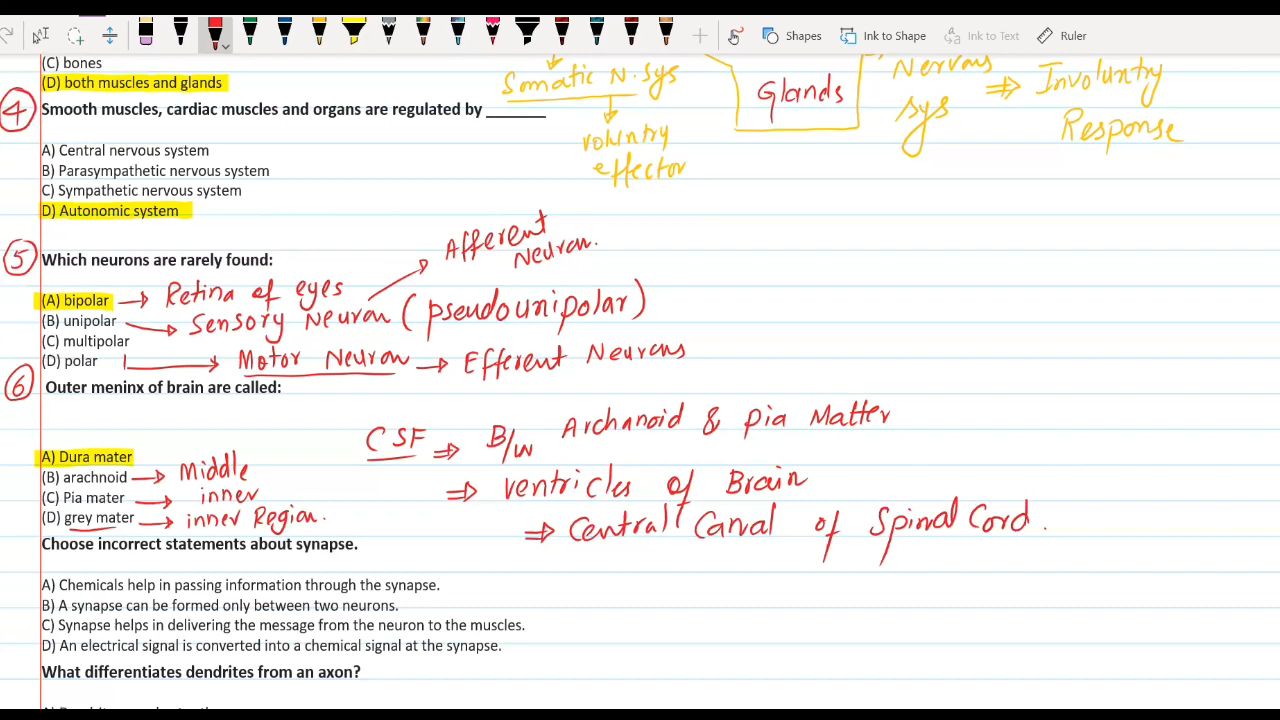 Shapes
Ink to Shape
Ink to Text
Ruler
(C) bones
(D) both muscles and glands
Somatic N.Sys
voluntry
effector
Glands
Nervous
sys
Involuntry
Response
④ Smooth muscles, cardiac muscles and organs are regulated by _______
A) Central nervous system
B) Parasympathetic nervous system
C) Sympathetic nervous system
D) Autonomic system
Afferent
Neuron.
⑤ Which neurons are rarely found:
(A) bipolar → Retina of eyes
(B) unipolar → Sensory Neuron (pseudounipolar)
(C) multipolar
(D) polar → Motor Neuron → Efferent Neurons
⑥ Outer meninx of brain are called:
CSF ⇒ B/w Archanoid & pia Matter
⇒ ventricles of Brain
⇒ Central Canal of Spinal Cord.
A) Dura mater
(B) arachnoid → Middle
(C) Pia mater → inner
(D) grey mater → inner Region.
Choose incorrect statements about synapse.
A) Chemicals help in passing information through the synapse.
B) A synapse can be formed only between two neurons.
C) Synapse helps in delivering the message from the neuron to the muscles.
D) An electrical signal is converted into a chemical signal at the synapse.
What differentiates dendrites from an axon?